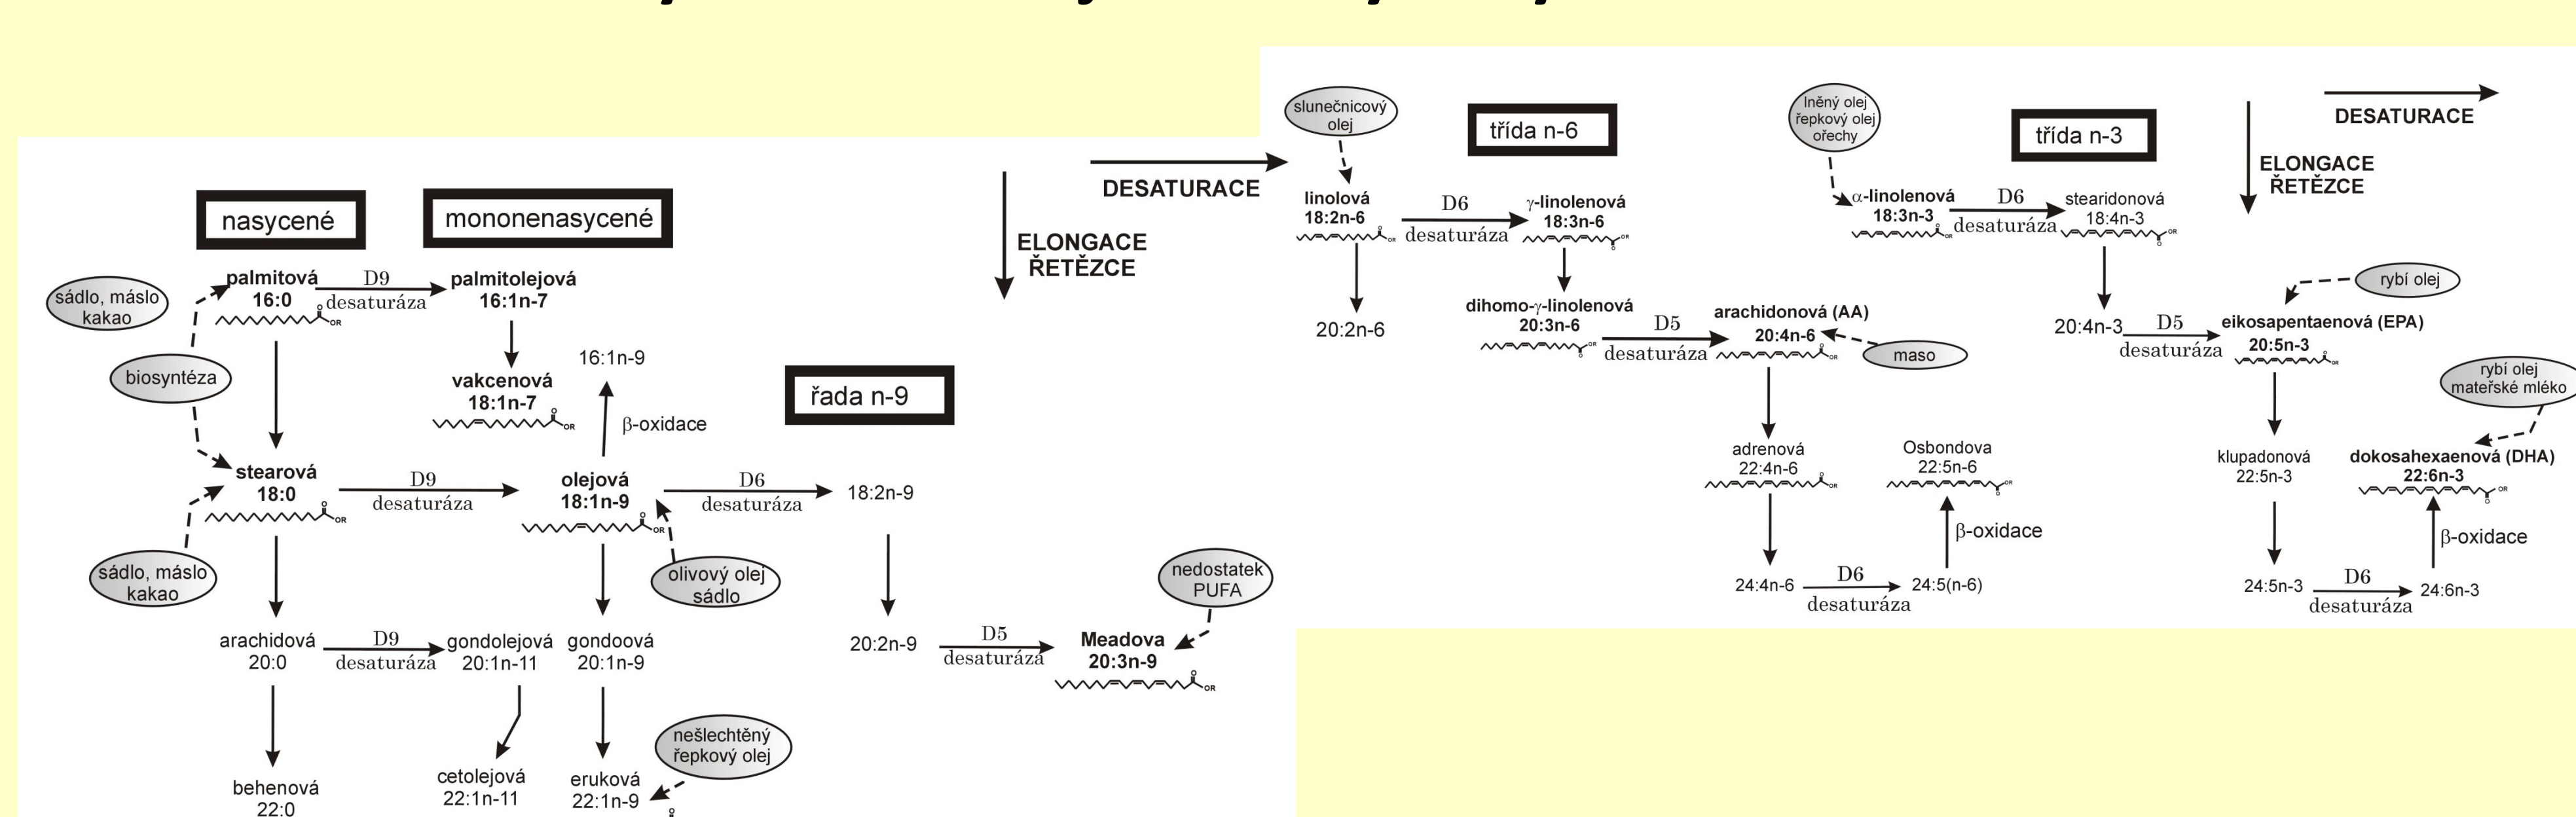 nasycené
mononenasycené
DESATURACE
ELONGACE
ŘETĚZCE
palmitová
16:0
D9
desaturáza
palmitolejová
16:1n-7
sádlo, máslo
kakao
biosyntéza
vakcenová
18:1n-7
16:1n-9
β-oxidace
řada n-9
stearová
18:0
D9
desaturáza
olejová
18:1n-9
D6
desaturáza
18:2n-9
sádlo, máslo
kakao
olivový olej
sádlo
nedostatek
PUFA
arachidová
20:0
D9
desaturáza
gondolejová
20:1n-11
gondoová
20:1n-9
20:2n-9
D5
desaturáza
Meadova
20:3n-9
nešlechtěný
řepkový olej
behenová
22:0
cetolejová
22:1n-11
eruková
22:1n-9
slunečnicový
olej
třída n-6
linolová
18:2n-6
D6
desaturáza
γ-linolenová
18:3n-6
20:2n-6
dihomo-γ-linolenová
20:3n-6
D5
desaturáza
arachidonová (AA)
20:4n-6
maso
adrenová
22:4n-6
Osbondova
22:5n-6
β-oxidace
24:4n-6
D6
desaturáza
24:5(n-6)
lněný olej
řepkový olej
ořechy
třída n-3
DESATURACE
ELONGACE
ŘETĚZCE
α-linolenová
18:3n-3
D6
desaturáza
stearidonová
18:4n-3
rybí olej
20:4n-3
D5
desaturáza
eikosapentaenová (EPA)
20:5n-3
rybí olej
mateřské mléko
klupadonová
22:5n-3
dokosahexaenová (DHA)
22:6n-3
β-oxidace
24:5n-3
D6
desaturáza
24:6n-3